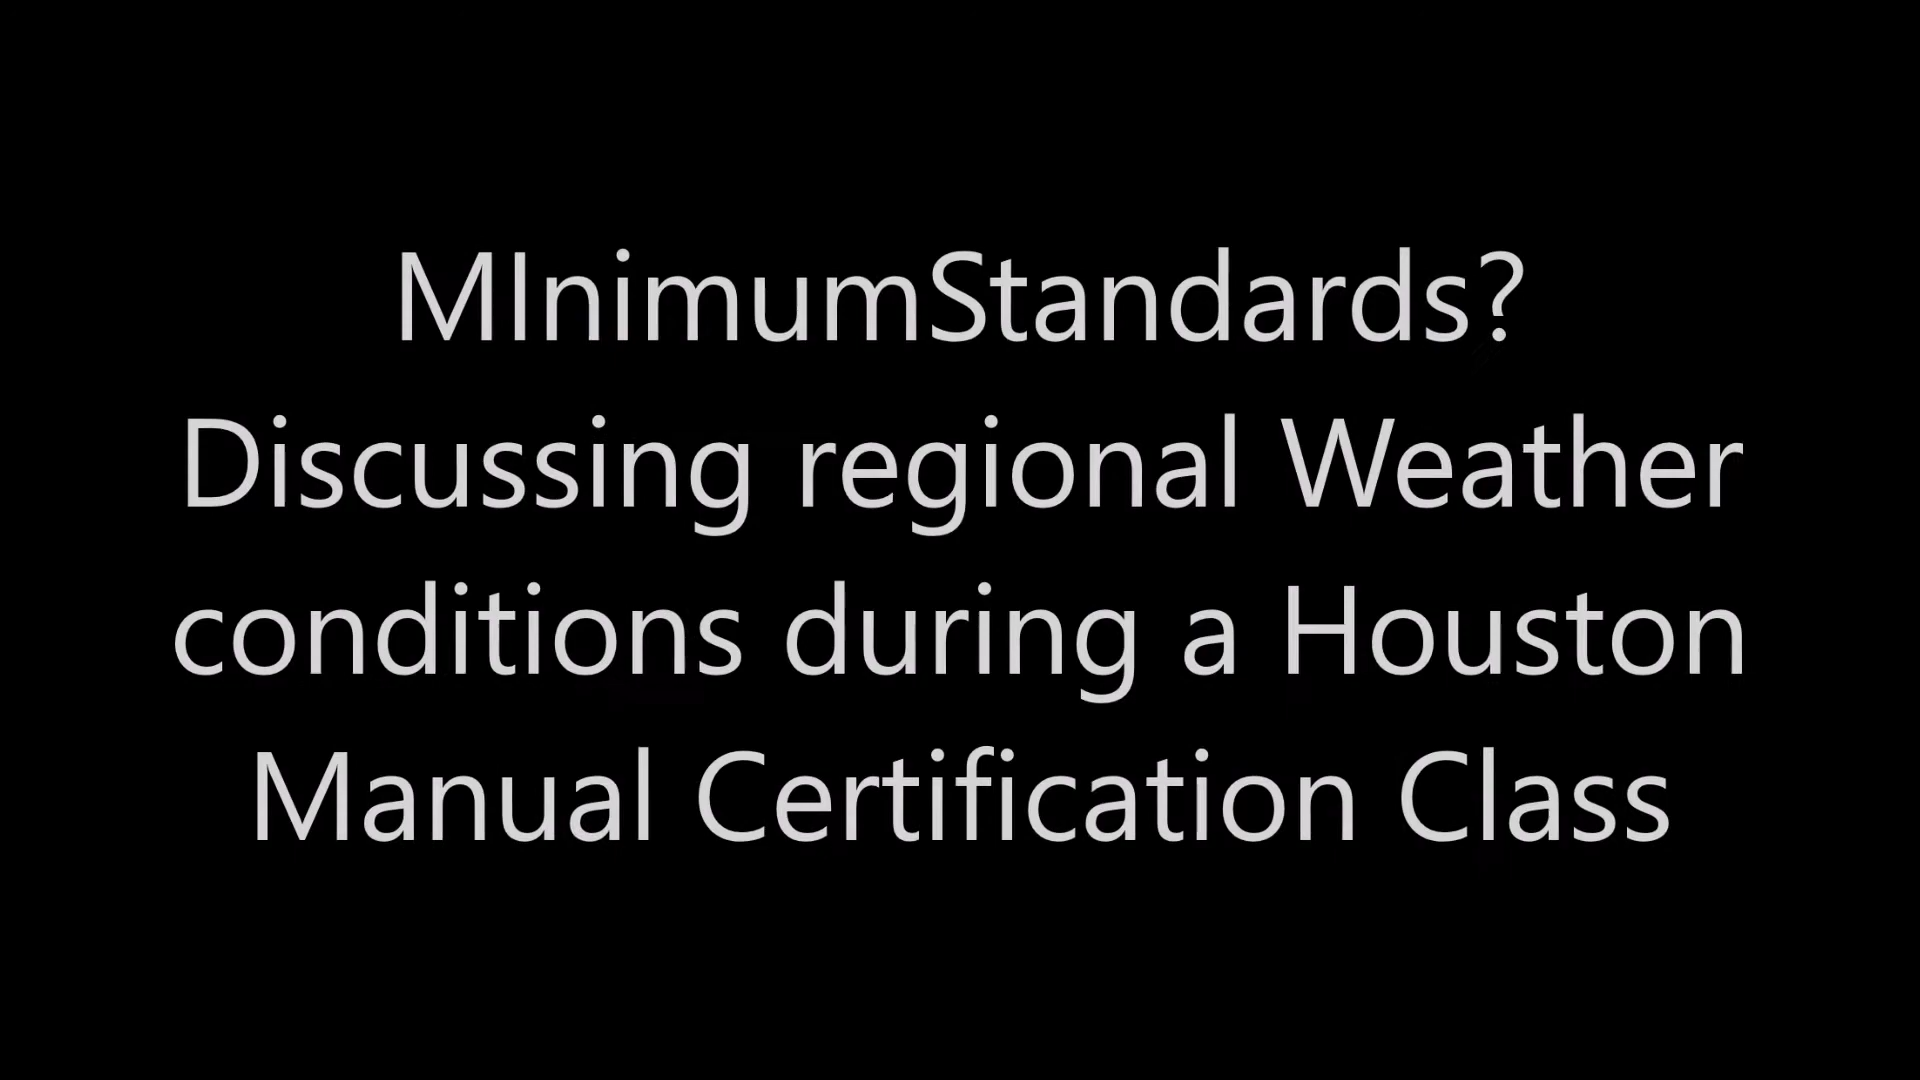 MInimumStandards?
Discussing regional Weather
conditions during a Houston
Manual Certification Class